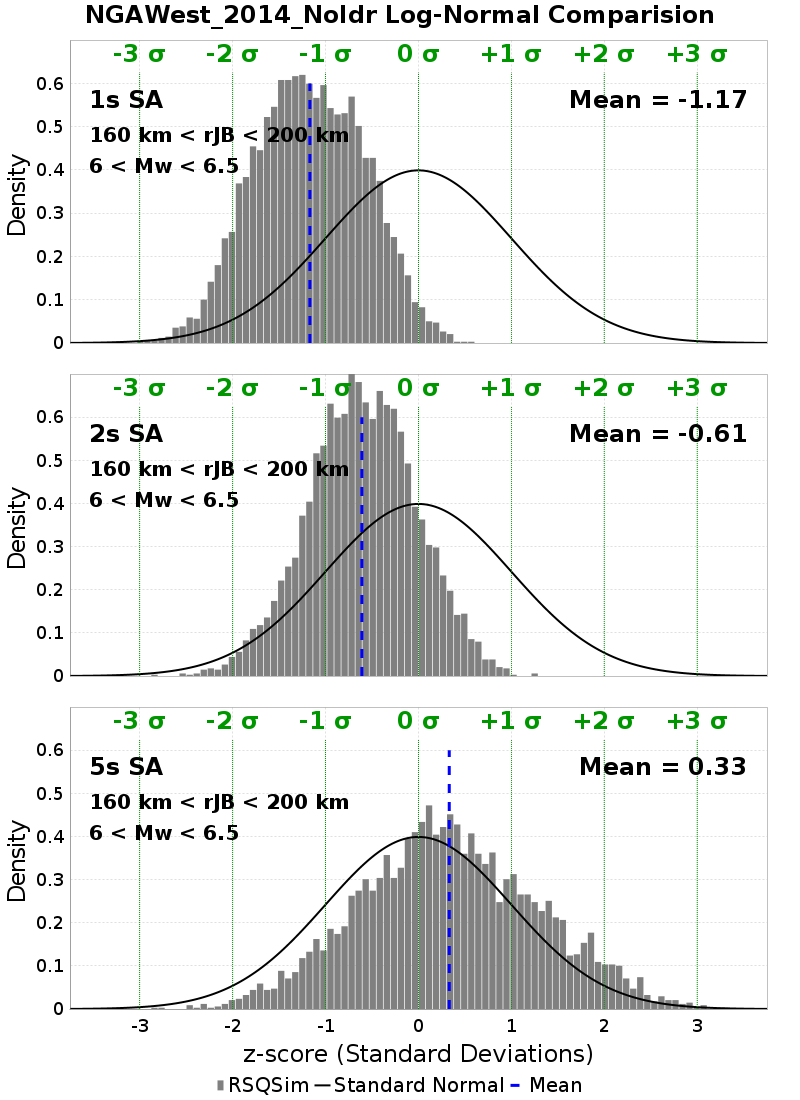 NGAWest_2014_NoIdr Log-Normal Comparision
-3 σ -2 σ -1 σ 0 σ +1 σ +2 σ +3 σ
1s SA
Mean = -1.17
160 km < rJB < 200 km
6 < Mw < 6.5
Density
0.6
0.5
0.4
0.3
0.2
0.1
0
-3 σ -2 σ -1 σ 0 σ +1 σ +2 σ +3 σ
2s SA
Mean = -0.61
160 km < rJB < 200 km
6 < Mw < 6.5
Density
0.6
0.5
0.4
0.3
0.2
0.1
0
-3 σ -2 σ -1 σ 0 σ +1 σ +2 σ +3 σ
5s SA
Mean = 0.33
160 km < rJB < 200 km
6 < Mw < 6.5
Density
0.6
0.5
0.4
0.3
0.2
0.1
0
-3 -2 -1 0 1 2 3
z-score (Standard Deviations)
RSQSim Standard Normal Mean